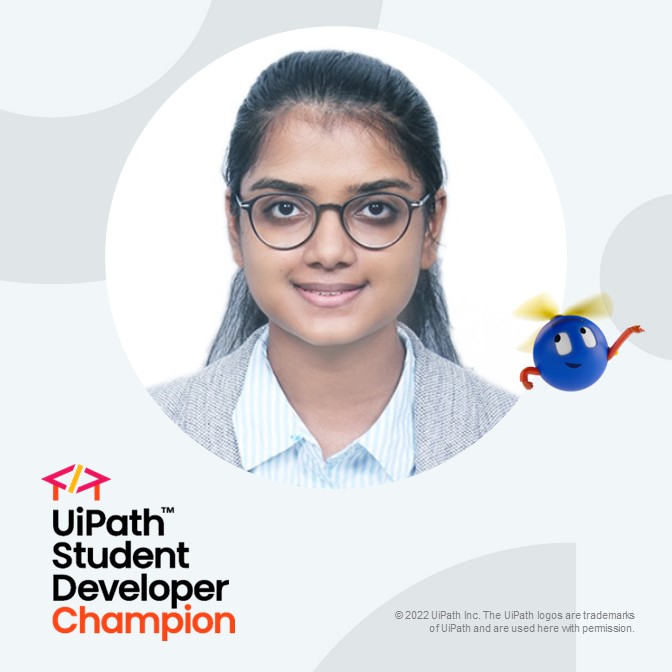 UiPath™
Student
Developer
Champion
© 2022 UiPath Inc. The UiPath logos are trademarks
of UiPath and are used here with permission.